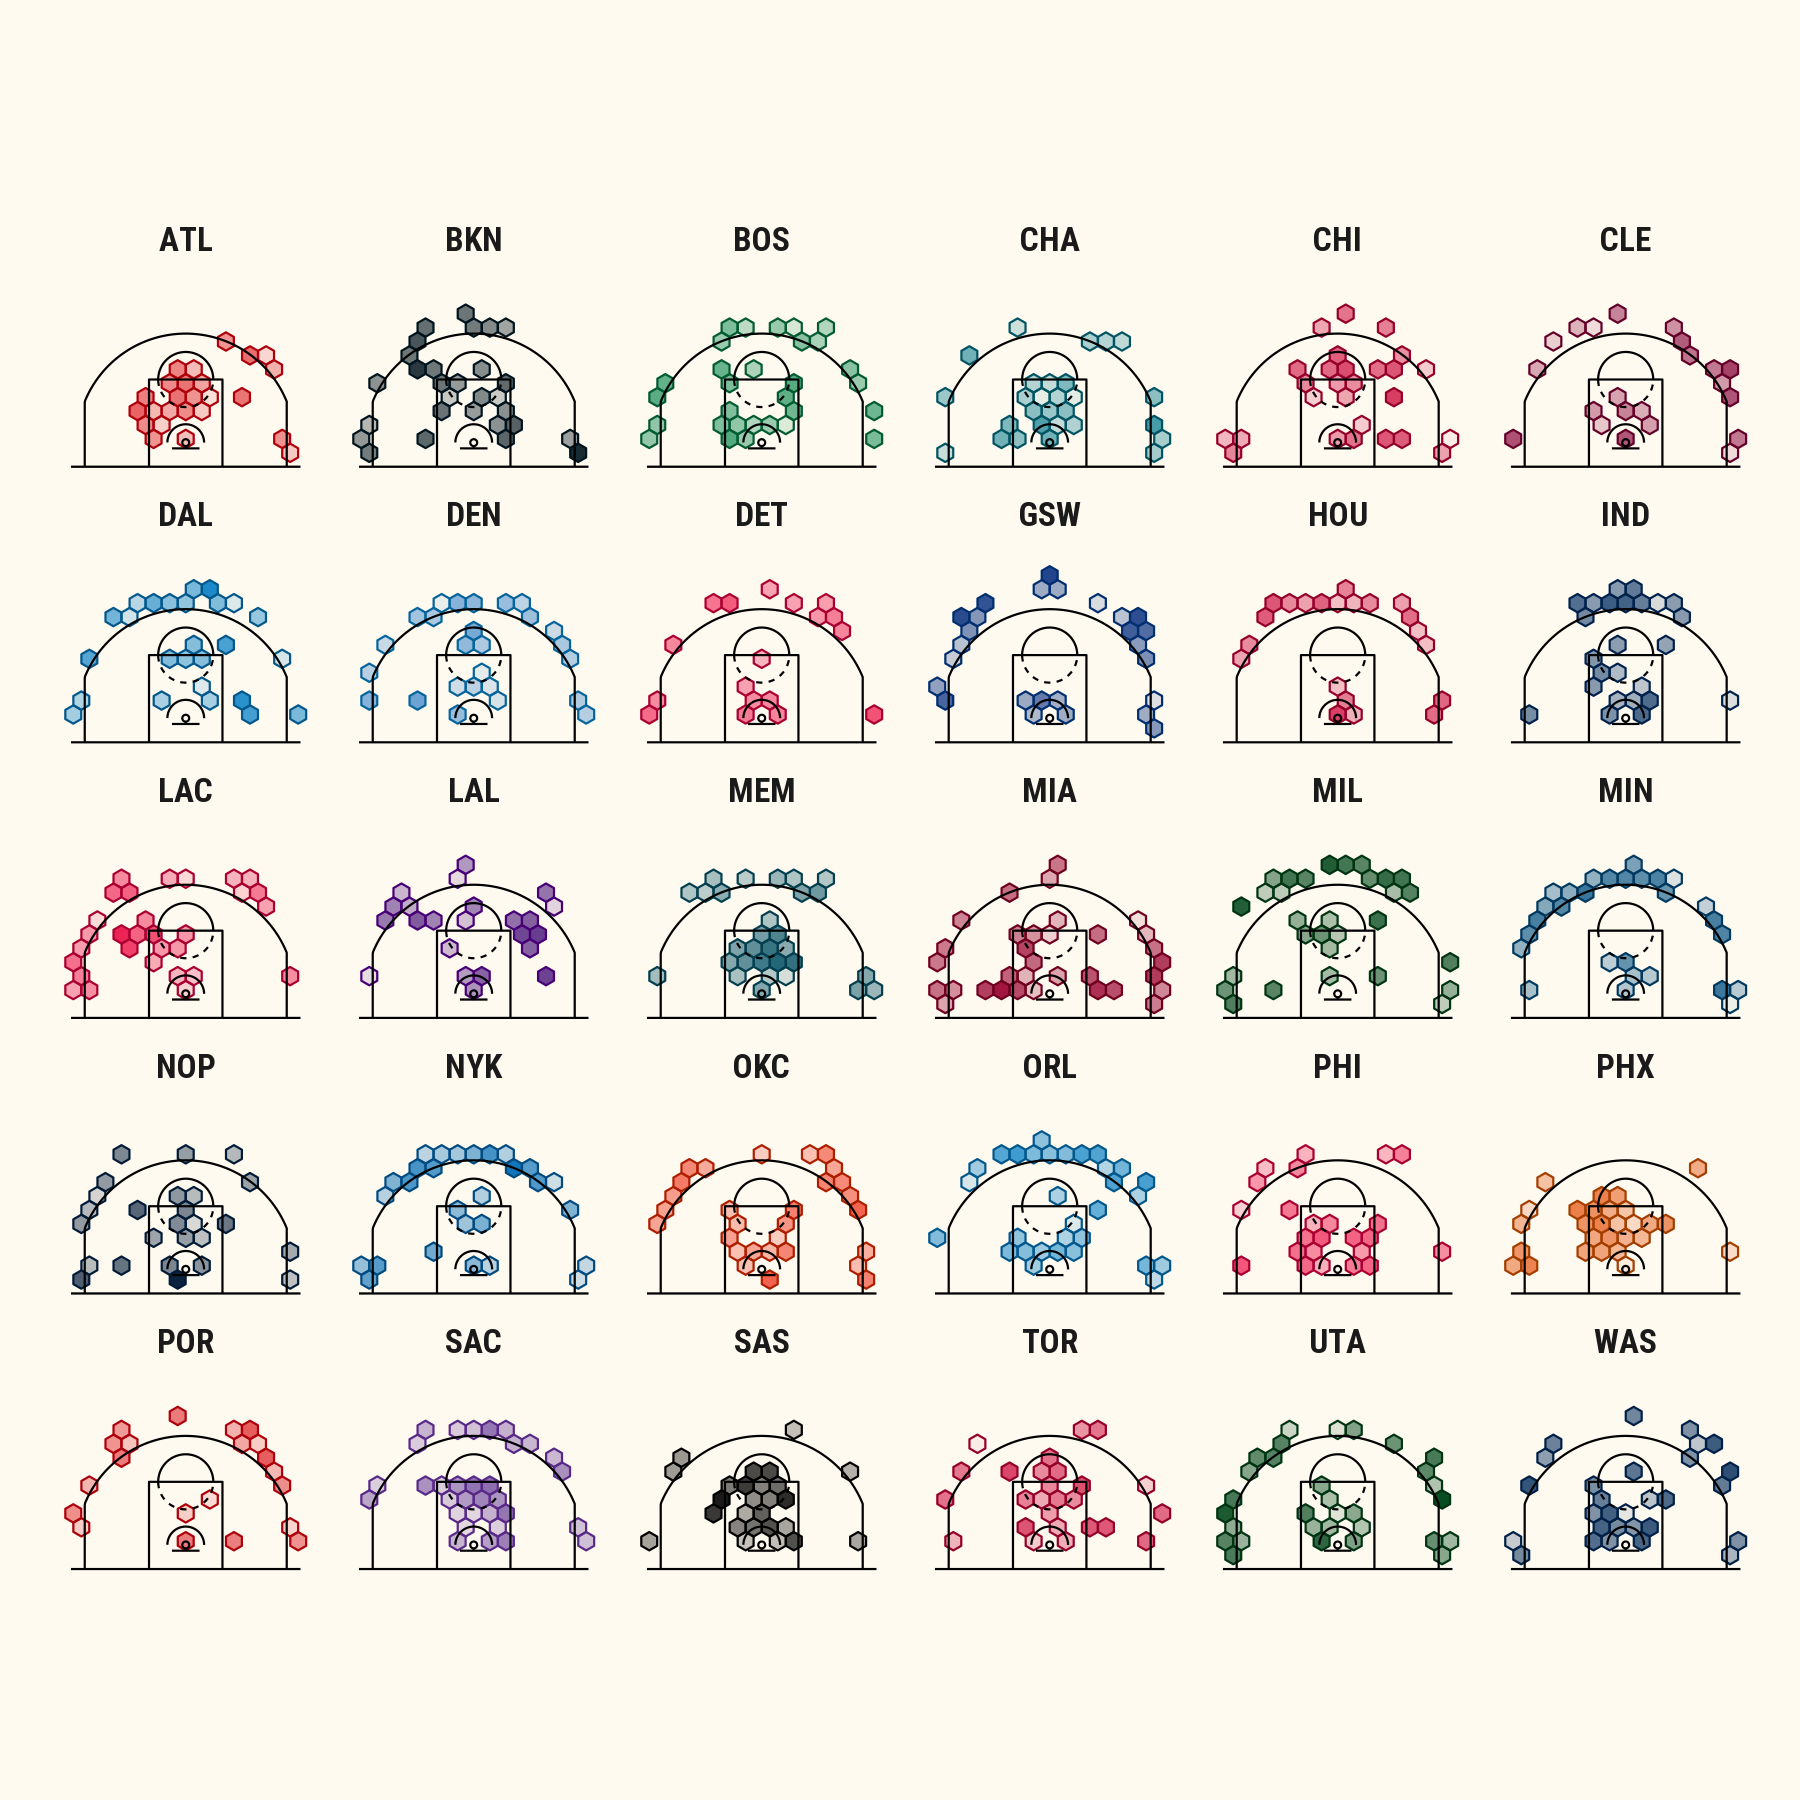 ATL BKN BOS CHA CHI CLE
DAL DEN DET GSW HOU IND
LAC LAL MEM MIA MIL MIN
NOP NYK OKC ORL PHI PHX
POR SAC SAS TOR UTA WAS